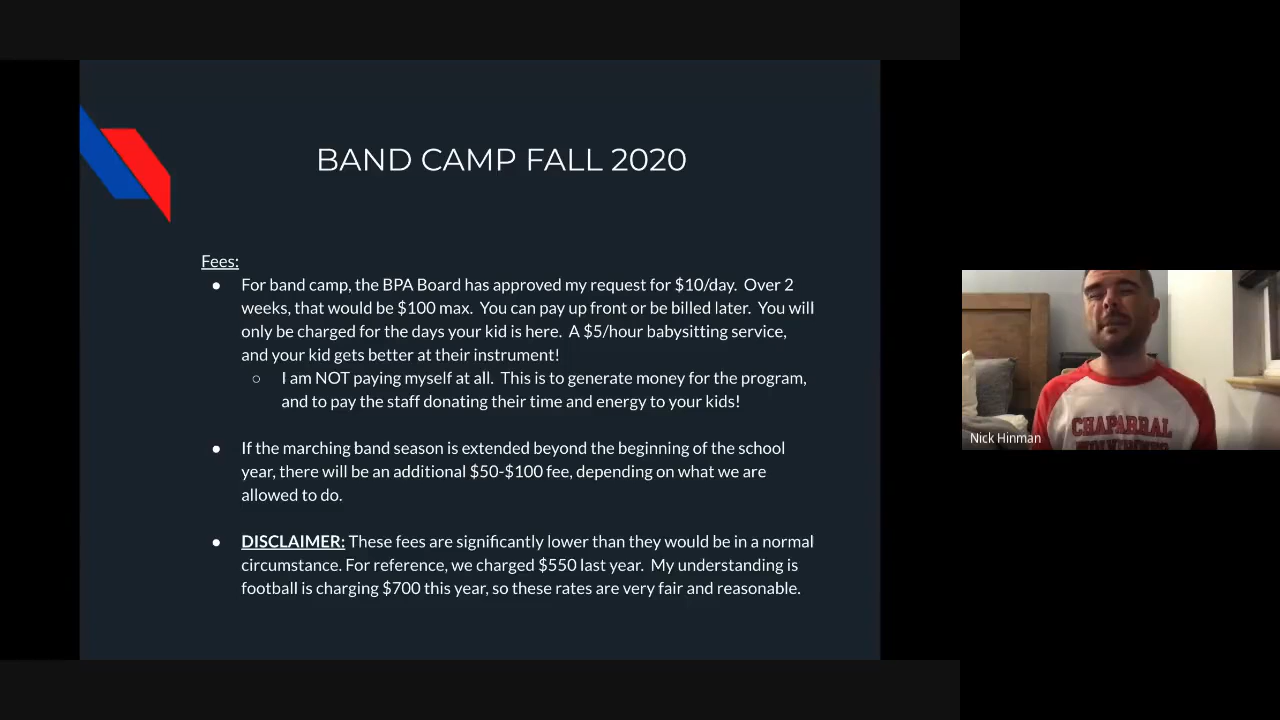 BAND CAMP FALL 2020
Fees:
● For band camp, the BPA Board has approved my request for $10/day. Over 2
weeks, that would be $100 max. You can pay up front or be billed later. You will
only be charged for the days your kid is here. A $5/hour babysitting service,
and your kid gets better at their instrument!
○ I am NOT paying myself at all. This is to generate money for the program,
and to pay the staff donating their time and energy to your kids!
● If the marching band season is extended beyond the beginning of the school
year, there will be an additional $50-$100 fee, depending on what we are
allowed to do.
● DISCLAIMER: These fees are significantly lower than they would be in a normal
circumstance. For reference, we charged $550 last year. My understanding is
football is charging $700 this year, so these rates are very fair and reasonable.
CHAPARRAL
Nick Hinman